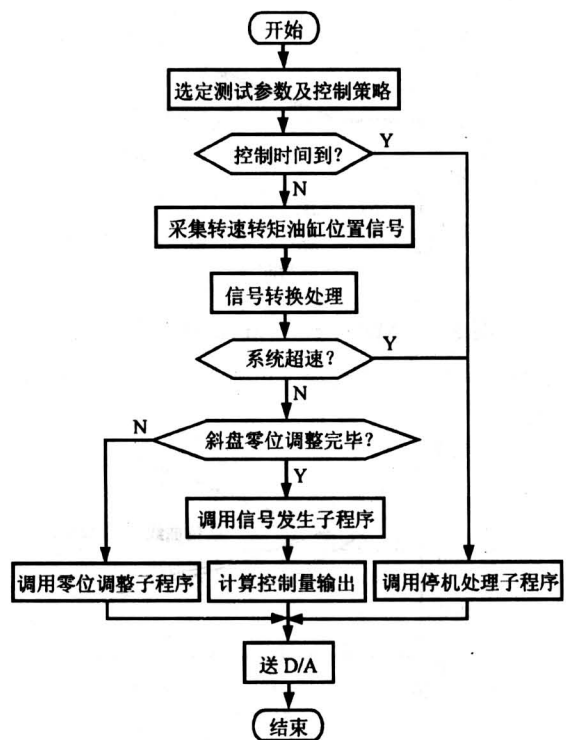 开始
选定测试参数及控制策略
控制时间到?
Y
N
采集转速转矩油缸位置信号
信号转换处理
系统超速?
Y
N
N
斜盘零位调整完毕?
Y
调用信号发生子程序
调用零位调整子程序
计算控制量输出
调用停机处理子程序
送 D/A
结束